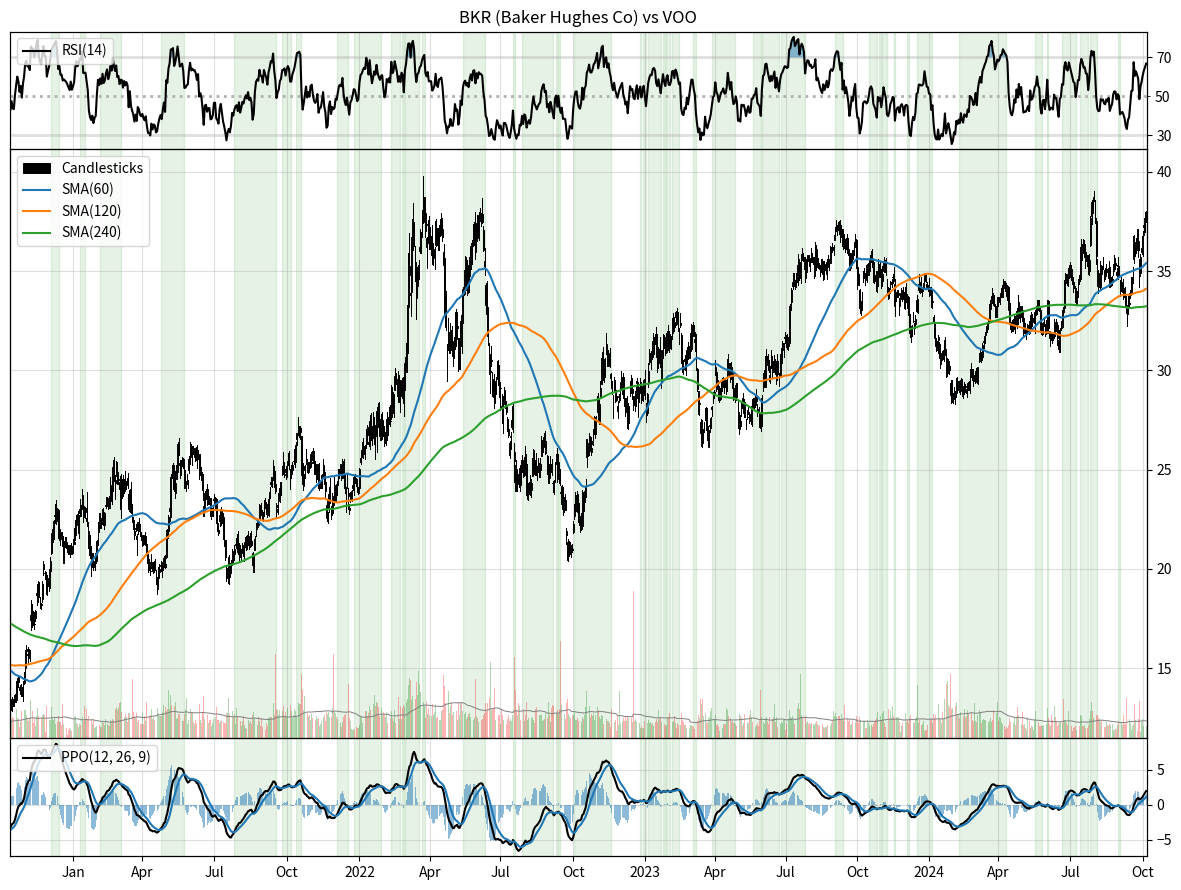 BKR (Baker Hughes Co) vs VOO
RSI(14)
70
50
30
Candlesticks
SMA(60)
SMA(120)
SMA(240)
40
35
30
25
20
15
PPO(12, 26, 9)
5
0
−5
Jan Apr Jul Oct 2022 Apr Jul Oct 2023 Apr Jul Oct 2024 Apr Jul Oct